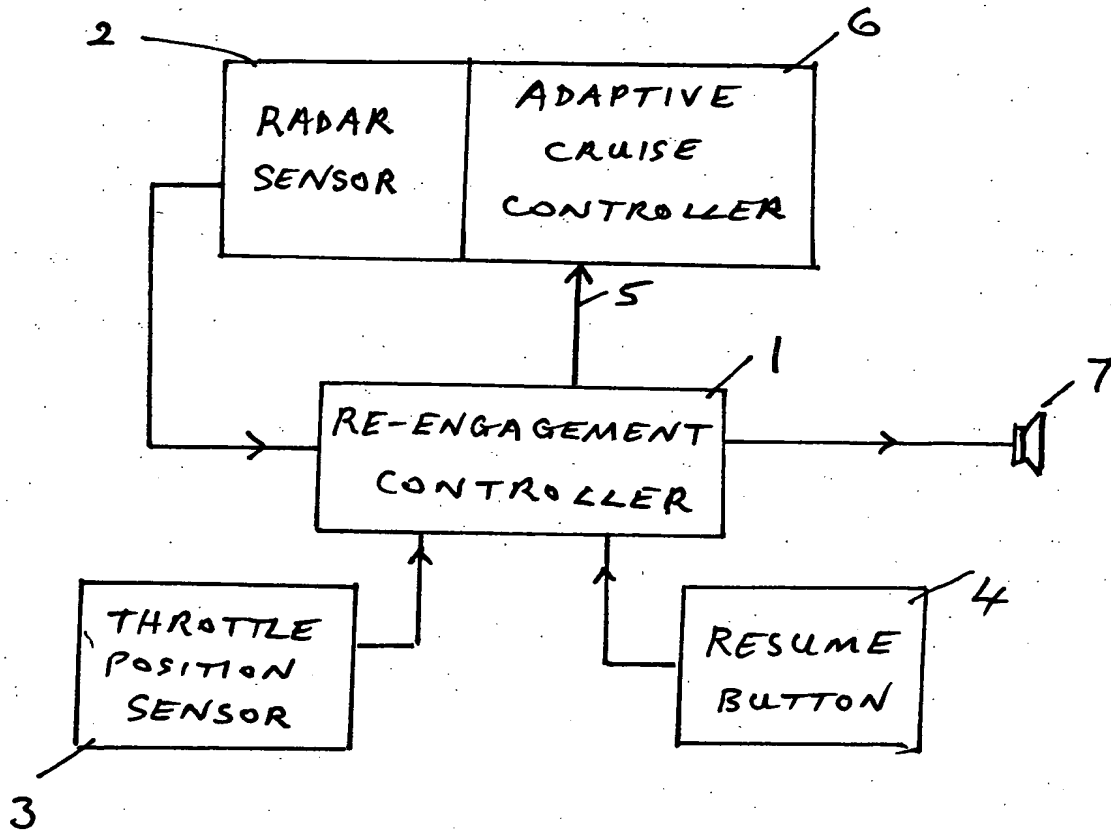 2
6
RADAR
SENSOR
ADAPTIVE
CRUISE
CONTROLLER
5
1
7
RE-ENGAGEMENT
CONTROLLER
THROTTLE
POSITION
SENSOR
3
RESUME
BUTTON
4